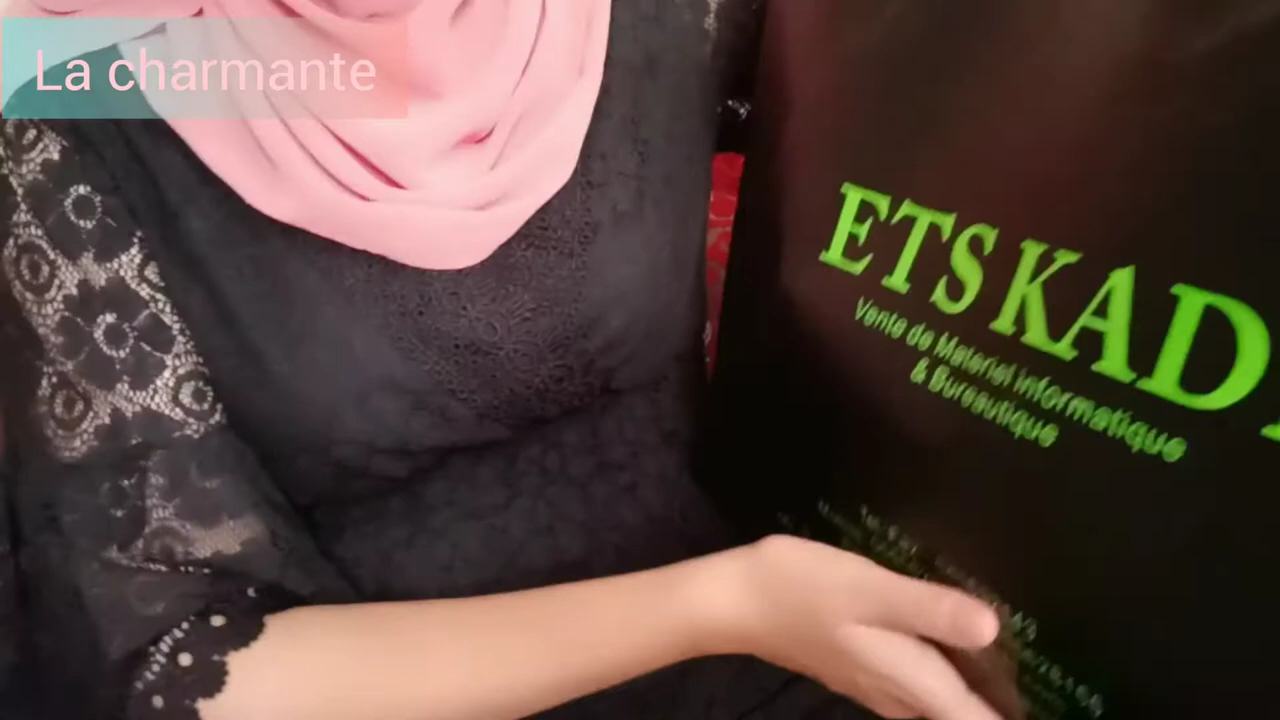 La charmante
ETS KAD
Vente de Materiel informatique
& Bureautique